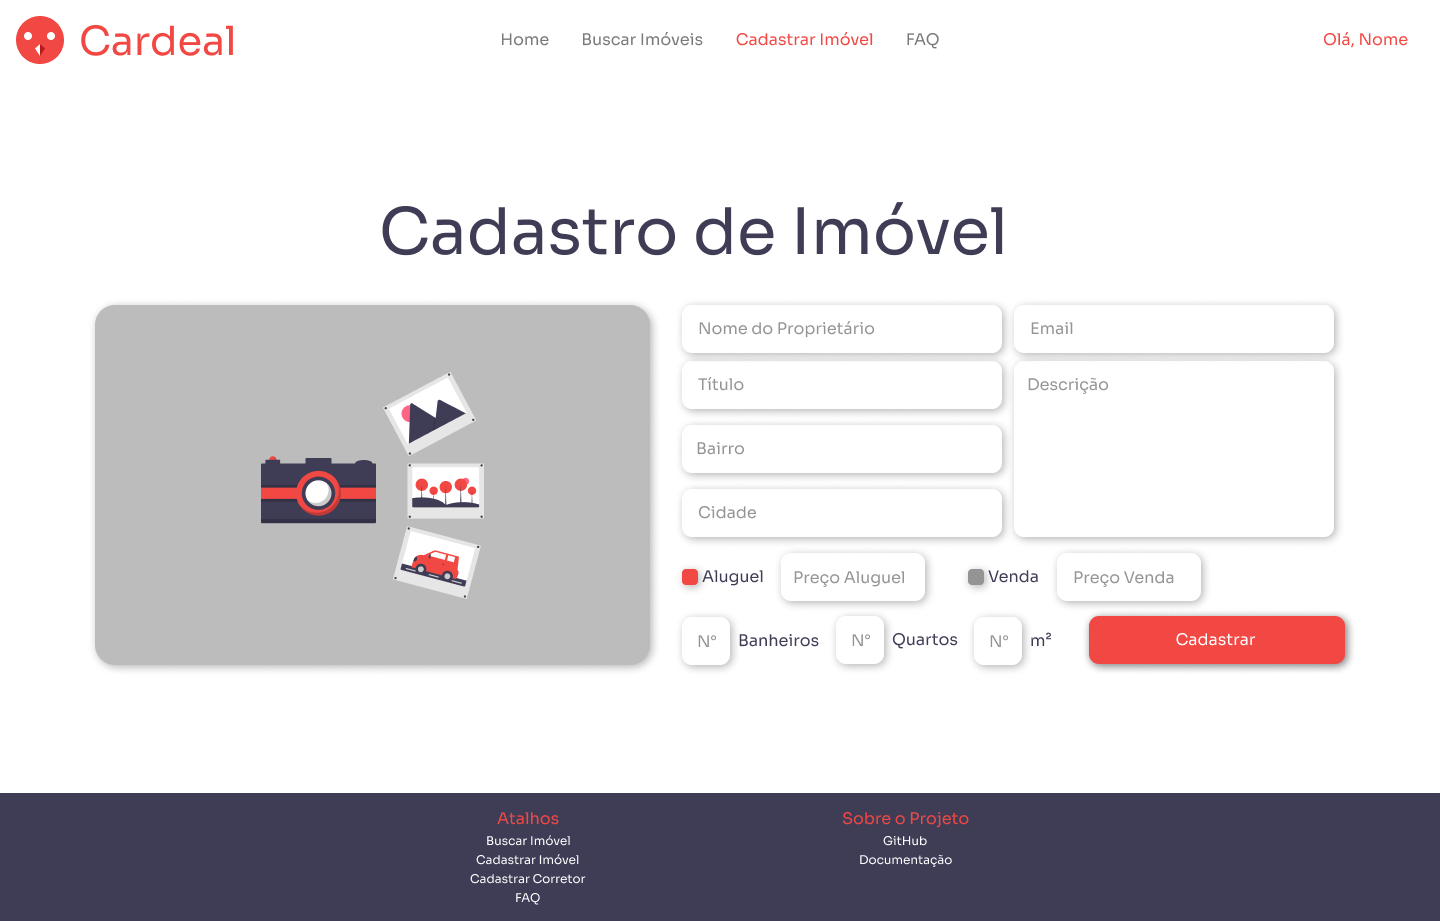 Cardeal
Home Buscar Imóveis Cadastrar Imóvel FAQ
Olá, Nome
Cadastro de Imóvel
Nome do Proprietário
Email
Título
Descrição
Bairro
Cidade
Aluguel
Preço Aluguel
Venda
Preço Venda
N°
Banheiros
N°
Quartos
N°
m²
Cadastrar
Atalhos
Buscar Imóvel
Cadastrar Imóvel
Cadastrar Corretor
FAQ
Sobre o Projeto
GitHub
Documentação